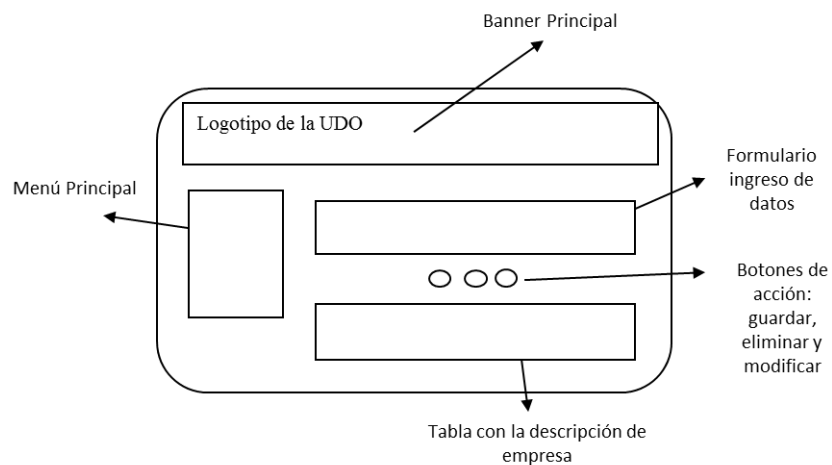 Banner Principal
Logotipo de la UDO
Menú Principal
Formulario
ingreso de
datos
Botones de
acción:
guardar,
eliminar y
modificar
Tabla con la descripción de
empresa